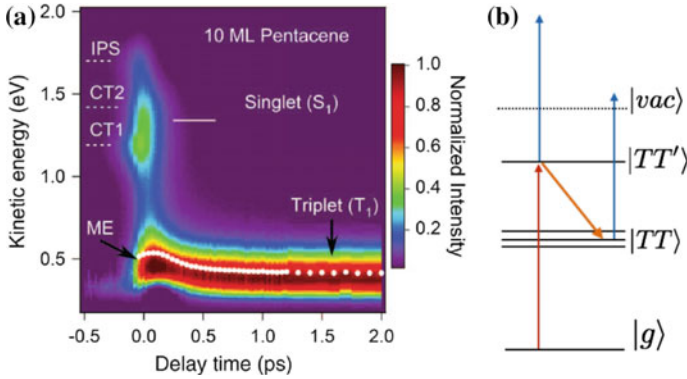 (a)
2.0
1.5
1.0
0.5
Kinetic energy (eV)
IPS
CT2
CT1
ME
10 ML Pentacene
Singlet (S1)
Triplet (T1)
-0.5
0.0
0.5
1.0
1.5
2.0
Delay time (ps)
1.0
0.8
0.6
0.4
0.2
Normalized Intensity
(b)
|vac⟩
|TT′⟩
|TT⟩
|g⟩